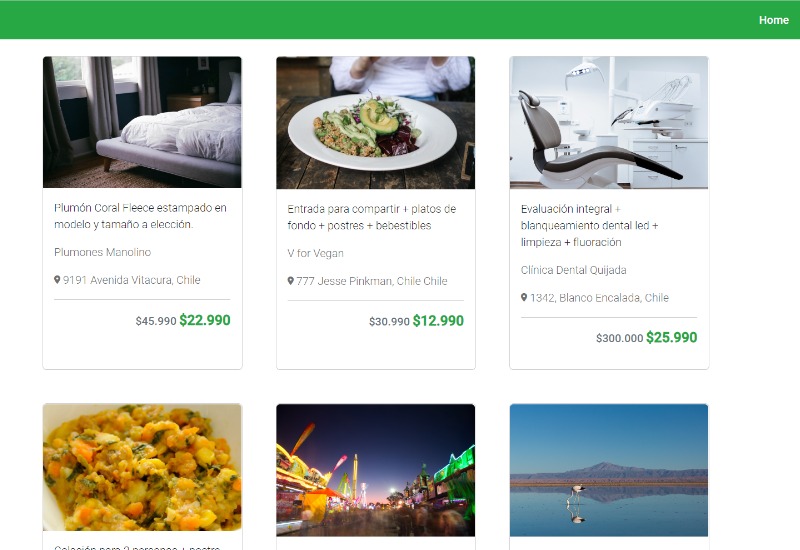 Home
Plumón Coral Fleece estampado en
modelo y tamaño a elección.
Plumones Manolino
9191 Avenida Vitacura, Chile
$45.990 $22.990
Entrada para compartir + platos de
fondo + postres + bebestibles
V for Vegan
777 Jesse Pinkman, Chile Chile
$30.990 $12.990
Evaluación integral +
blanqueamiento dental led +
limpieza + fluoración
Clínica Dental Quijada
1342, Blanco Encalada, Chile
$300.000 $25.990